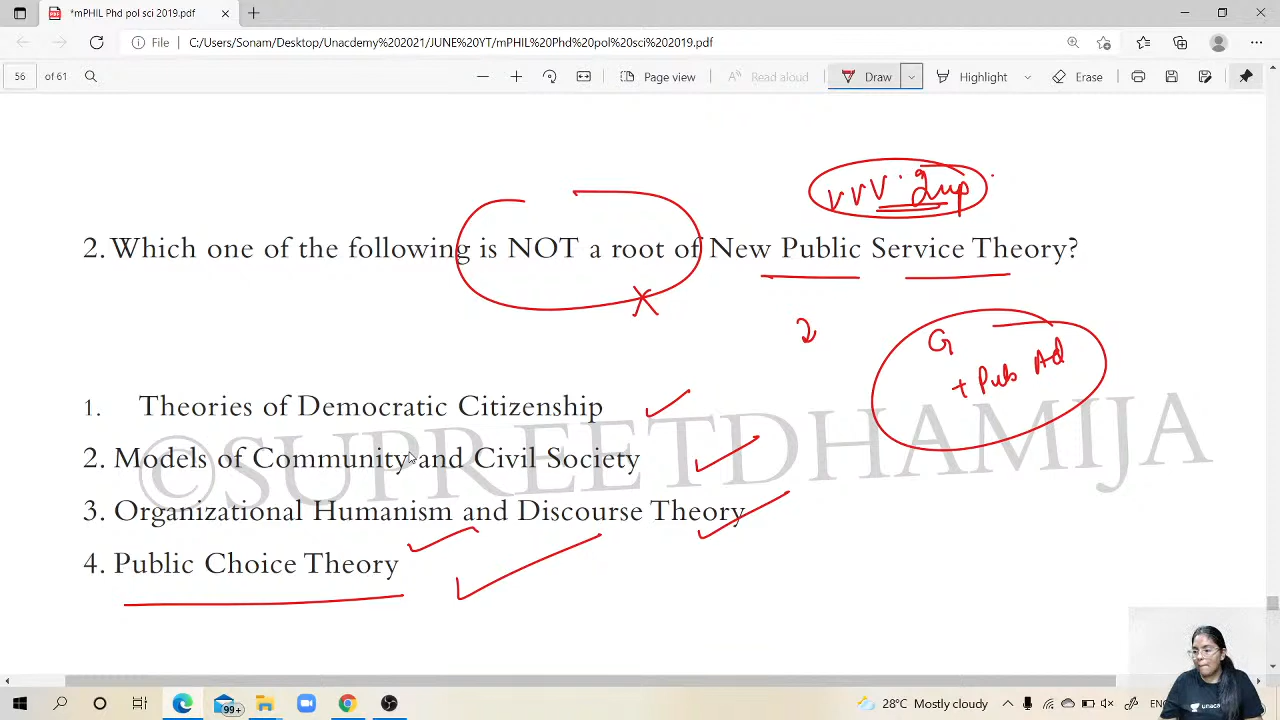 *mPHIL Phd pol sci 2019.pdf
File C:/Users/Sonam/Desktop/Unacdemy%202021/JUNE%20YT/mPHIL%20Phd%20pol%20sci%202019.pdf
56 of 61 Page view Read aloud Draw Highlight Erase
VVV. Imp
2. Which one of the following is NOT a root of New Public Service Theory?
2
G
+ Pub Ad
1. Theories of Democratic Citizenship
©SUPREETDHAMIJA
2. Models of Community and Civil Society
3. Organizational Humanism and Discourse Theory
4. Public Choice Theory
unaca
99+ 28°C Mostly cloudy ENG